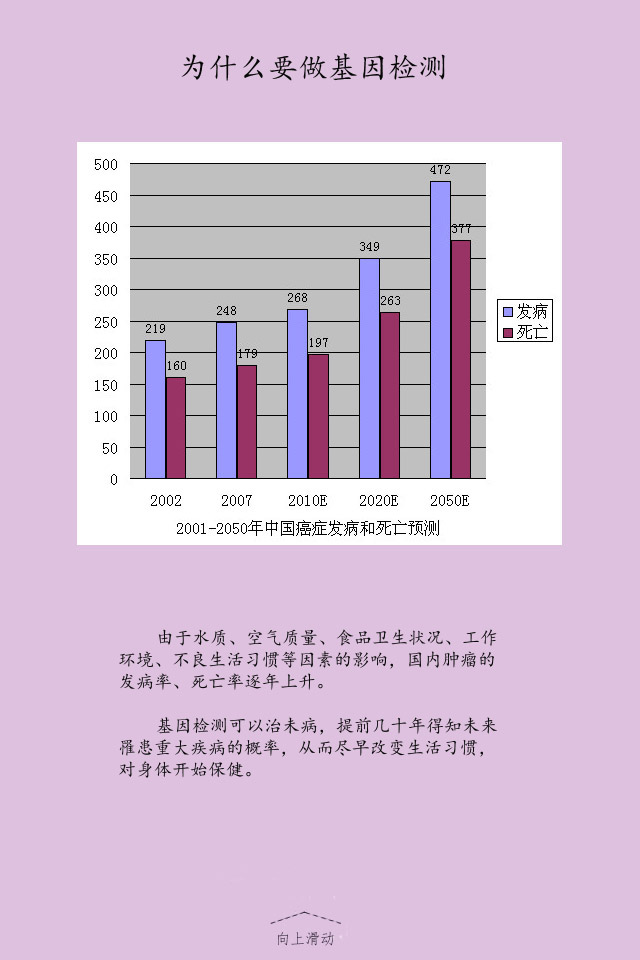 为什么要做基因检测
500
450
400
350
300
250
200
150
100
50
0
219
160
248
179
268
197
349
263
472
377
发病
死亡
2002 2007 2010E 2020E 2050E
2001-2050年中国癌症发病和死亡预测
由于水质、空气质量、食品卫生状况、工作
环境、不良生活习惯等因素的影响，国内肿瘤的
发病率、死亡率逐年上升。
基因检测可以治未病，提前几十年得知未来
罹患重大疾病的概率，从而尽早改变生活习惯，
对身体开始保健。
向上滑动